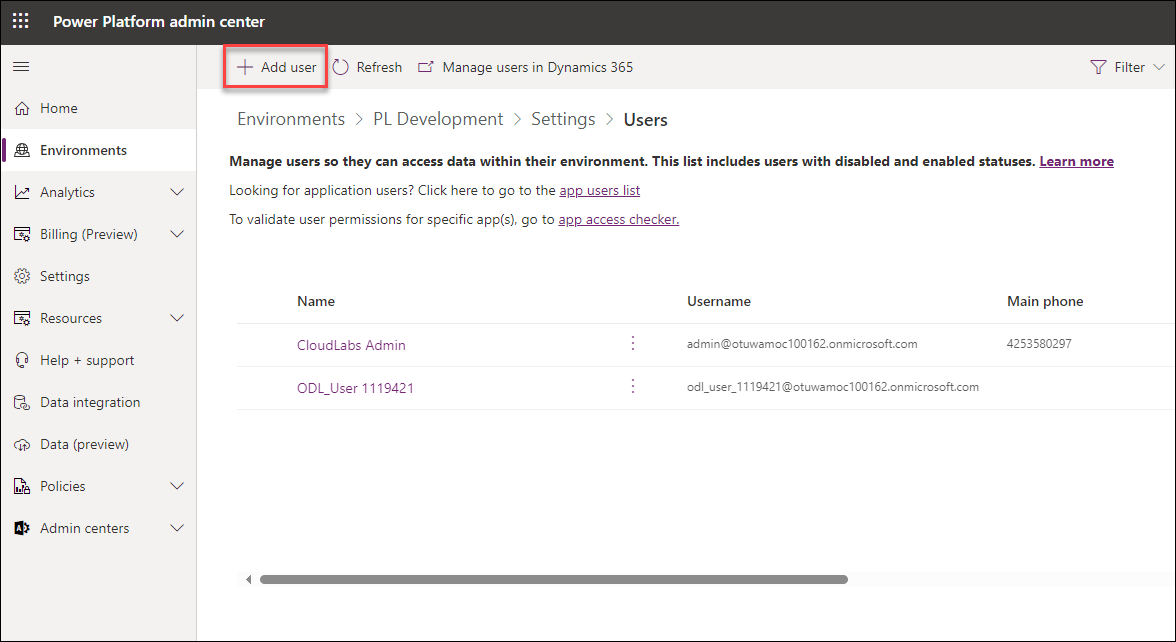 Power Platform admin center
Add user
Refresh
Manage users in Dynamics 365
Filter
Home
Environments
Analytics
Billing (Preview)
Settings
Resources
Help + support
Data integration
Data (preview)
Policies
Admin centers
Environments > PL Development > Settings > Users
Manage users so they can access data within their environment. This list includes users with disabled and enabled statuses. Learn more
Looking for application users? Click here to go to the app users list
To validate user permissions for specific app(s), go to app access checker.
Name Username Main phone
CloudLabs Admin admin@otuwamoc100162.onmicrosoft.com 4253580297
ODL_User 1119421 odl_user_1119421@otuwamoc100162.onmicrosoft.com